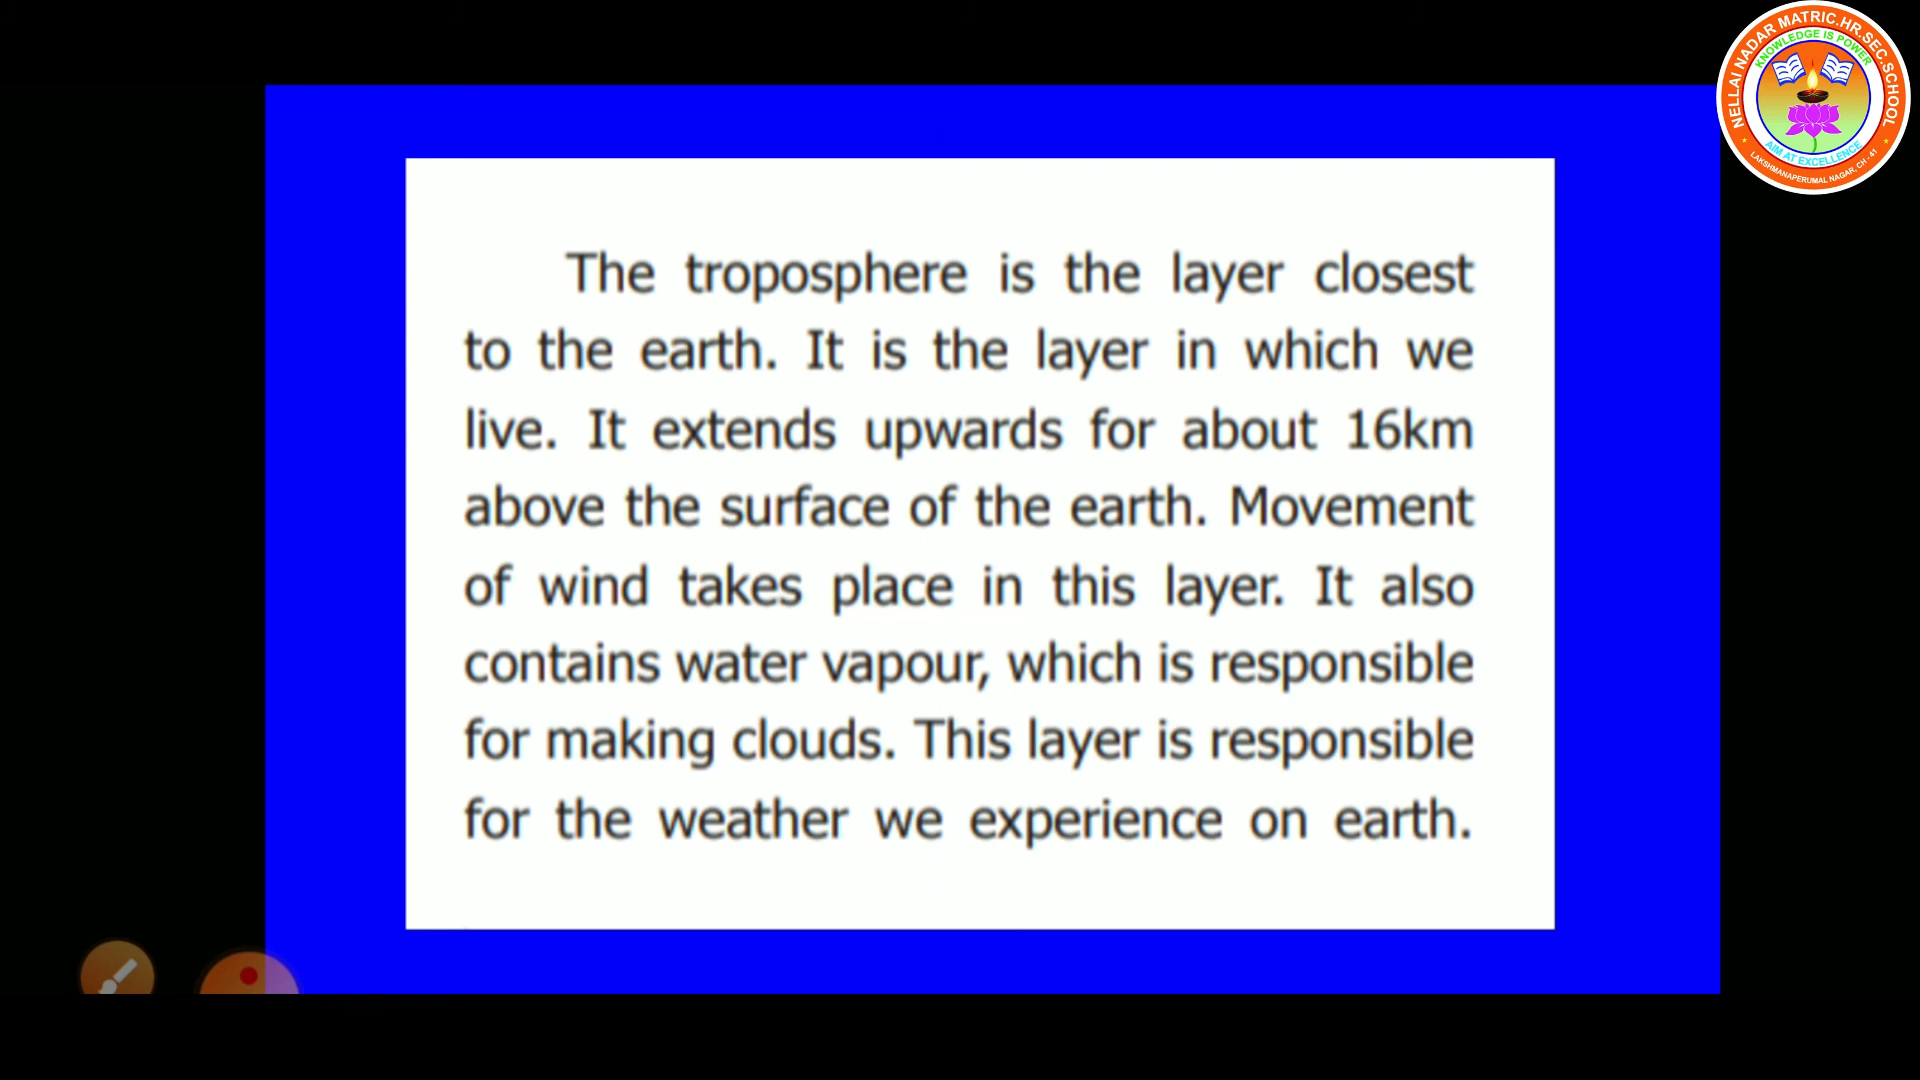 NELLAI NADAR MATRIC.HR.SEC.SCHOOL
KNOWLEDGE IS POWER
AIM AT EXCELLENCE
LAKSHMANAPERUMAL NAGAR, CH - 41
The troposphere is the layer closest
to the earth. It is the layer in which we
live. It extends upwards for about 16km
above the surface of the earth. Movement
of wind takes place in this layer. It also
contains water vapour, which is responsible
for making clouds. This layer is responsible
for the weather we experience on earth.